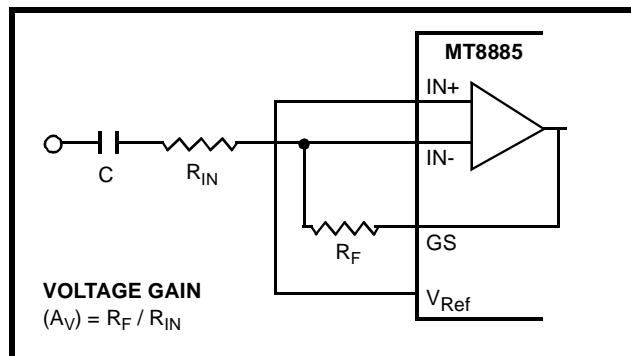 MT8885
IN+
IN-
C
R_IN
R_F
GS
V_Ref
VOLTAGE GAIN
(A_V) = R_F / R_IN